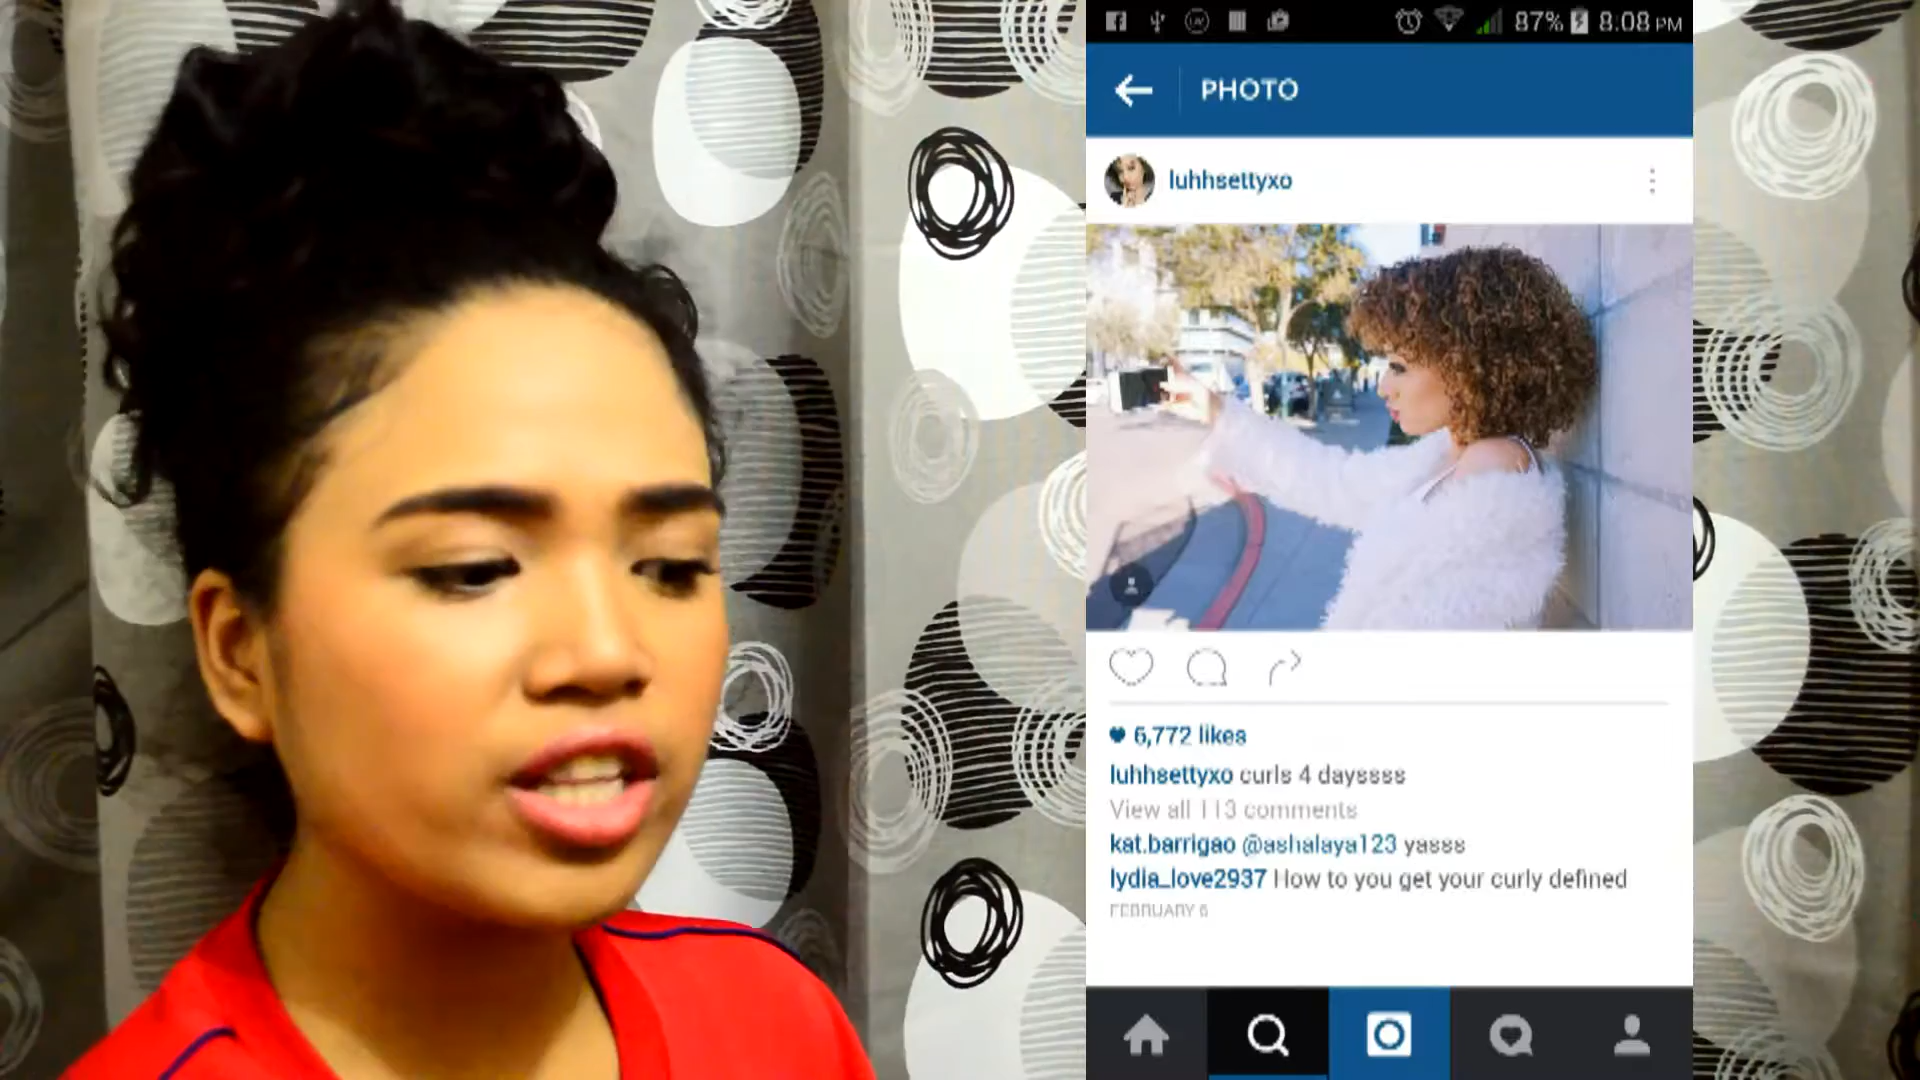 87% 8:08 PM
PHOTO
luhhsettyxo
6,772 likes
luhhsettyxo curls 4 dayssss
View all 113 comments
kat.barrigao @ashalaya123 yasss
lydia_love2937 How to you get your curly defined
FEBRUARY 6